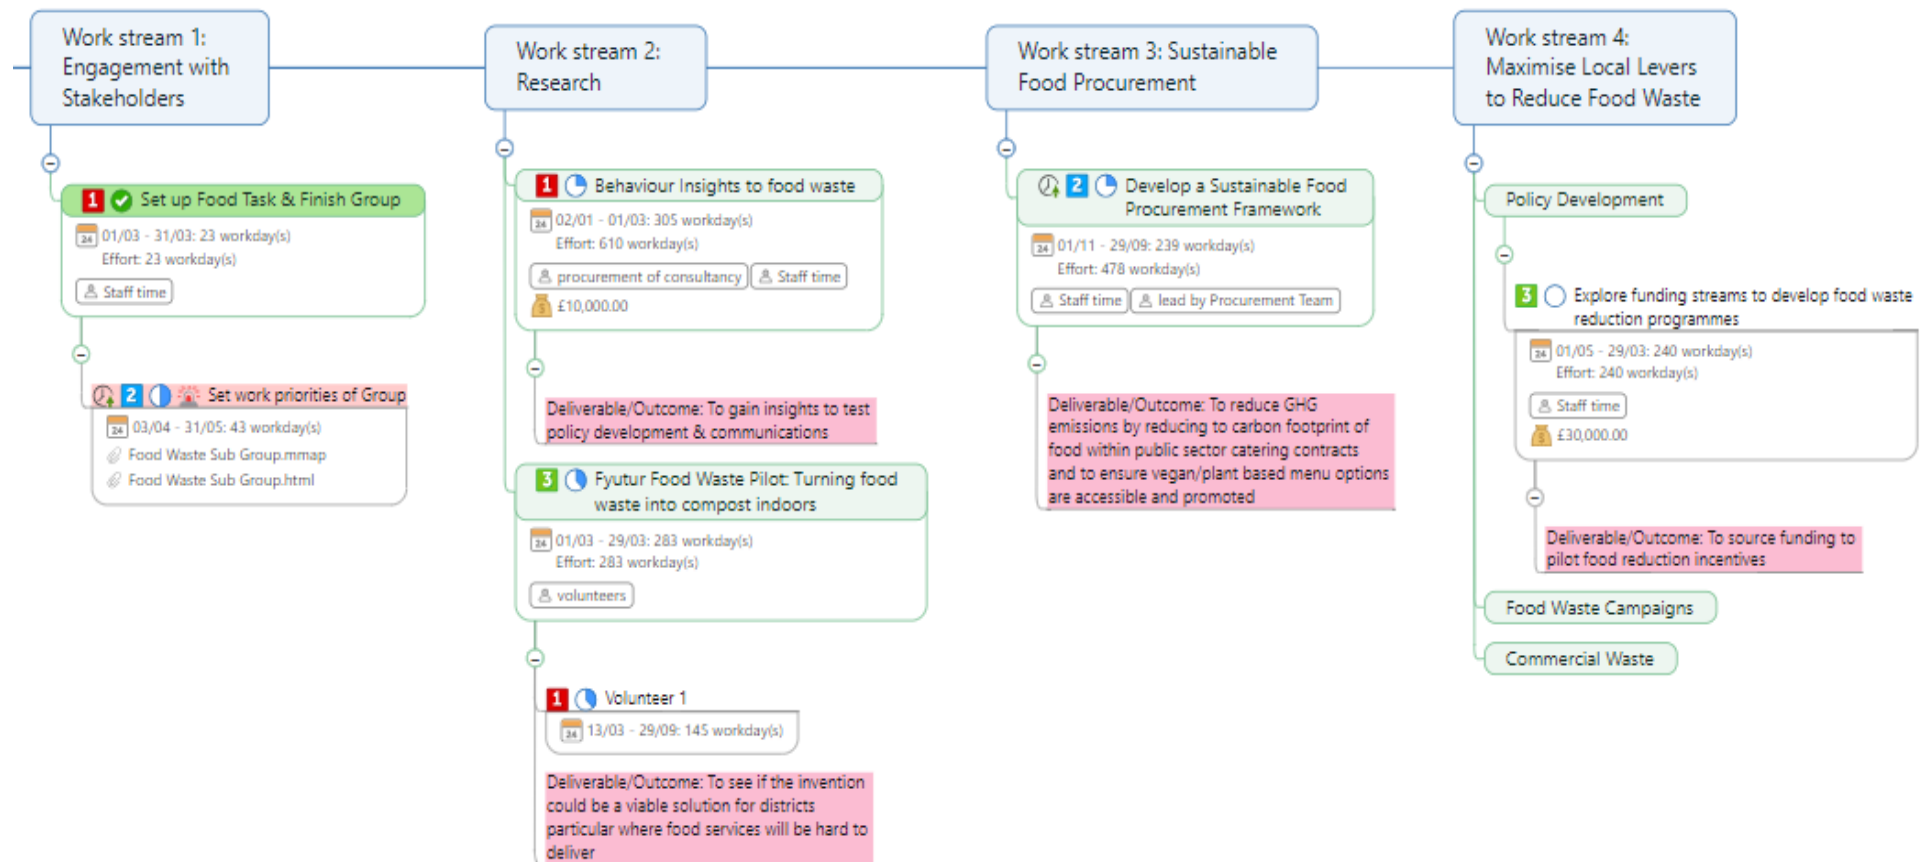 Work stream 1:
Engagement with
Stakeholders
1 Set up Food Task & Finish Group
24 01/03 - 31/03: 23 workday(s)
Effort: 23 workday(s)
Staff time
2 Set work priorities of Group
24 03/04 - 31/05: 43 workday(s)
Food Waste Sub Group.mmap
Food Waste Sub Group.html
Work stream 2:
Research
1 Behaviour Insights to food waste
24 02/01 - 01/03: 305 workday(s)
Effort: 610 workday(s)
procurement of consultancy Staff time
£10,000.00
Deliverable/Outcome: To gain insights to test
policy development & communications
3 Fyutur Food Waste Pilot: Turning food
waste into compost indoors
24 01/03 - 29/03: 283 workday(s)
Effort: 283 workday(s)
volunteers
1 Volunteer 1
24 13/03 - 29/09: 145 workday(s)
Deliverable/Outcome: To see if the invention
could be a viable solution for districts
particular where food services will be hard to
deliver
Work stream 3: Sustainable
Food Procurement
2 Develop a Sustainable Food
Procurement Framework
24 01/11 - 29/09: 239 workday(s)
Effort: 478 workday(s)
Staff time lead by Procurement Team
Deliverable/Outcome: To reduce GHG
emissions by reducing to carbon footprint of
food within public sector catering contracts
and to ensure vegan/plant based menu options
are accessible and promoted
Work stream 4:
Maximise Local Levers
to Reduce Food Waste
Policy Development
3 Explore funding streams to develop food waste
reduction programmes
24 01/05 - 29/03: 240 workday(s)
Effort: 240 workday(s)
Staff time
£30,000.00
Deliverable/Outcome: To source funding to
pilot food reduction incentives
Food Waste Campaigns
Commercial Waste